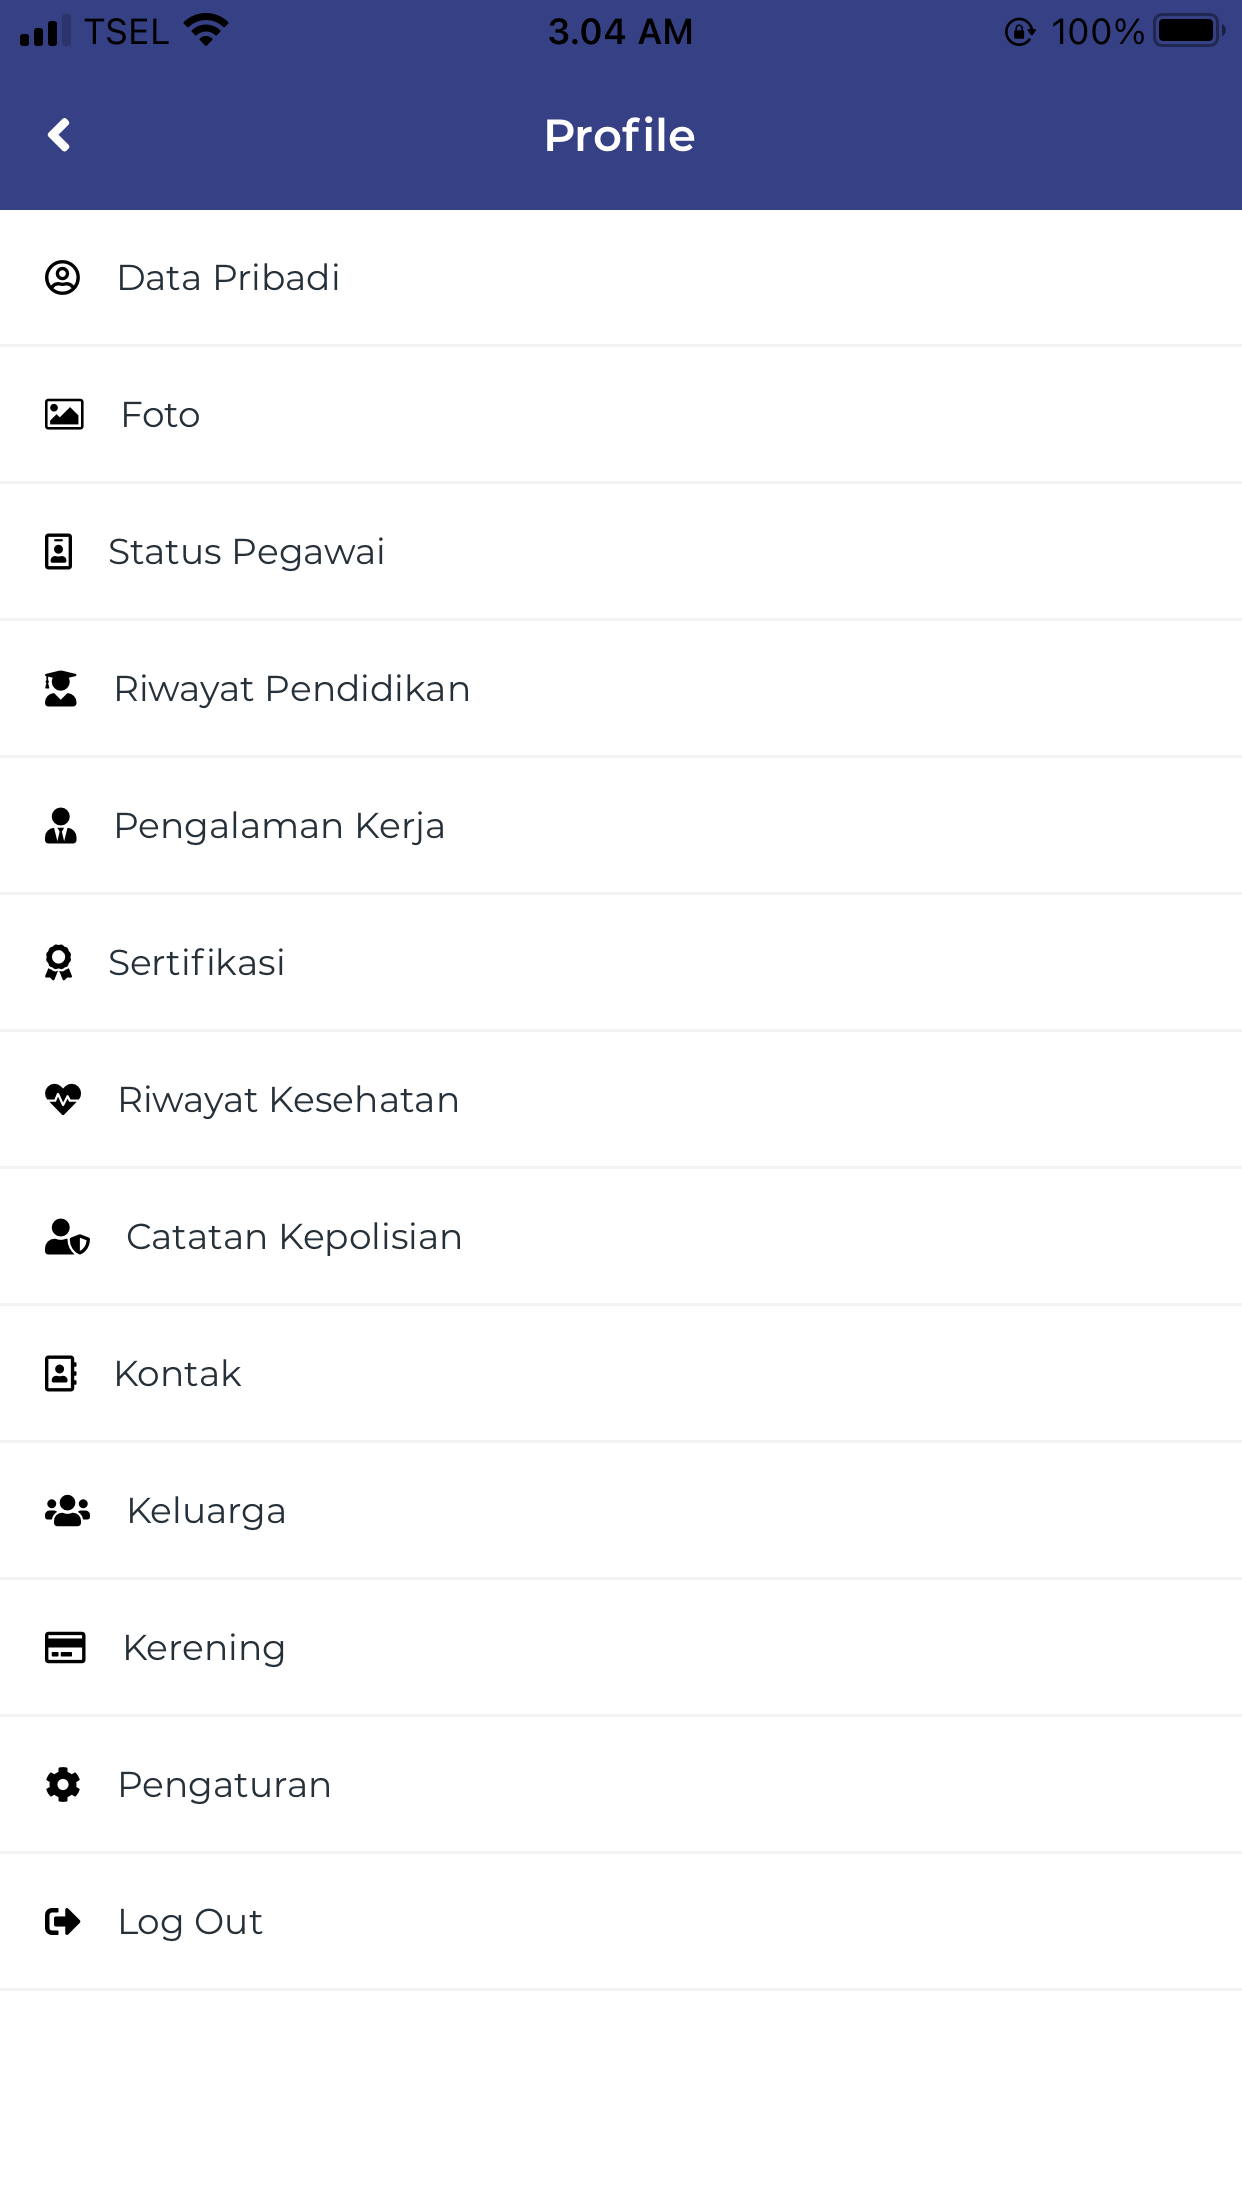 TSEL 3.04 AM 100%
Profile
Data Pribadi
Foto
Status Pegawai
Riwayat Pendidikan
Pengalaman Kerja
Sertifikasi
Riwayat Kesehatan
Catatan Kepolisian
Kontak
Keluarga
Kerening
Pengaturan
Log Out